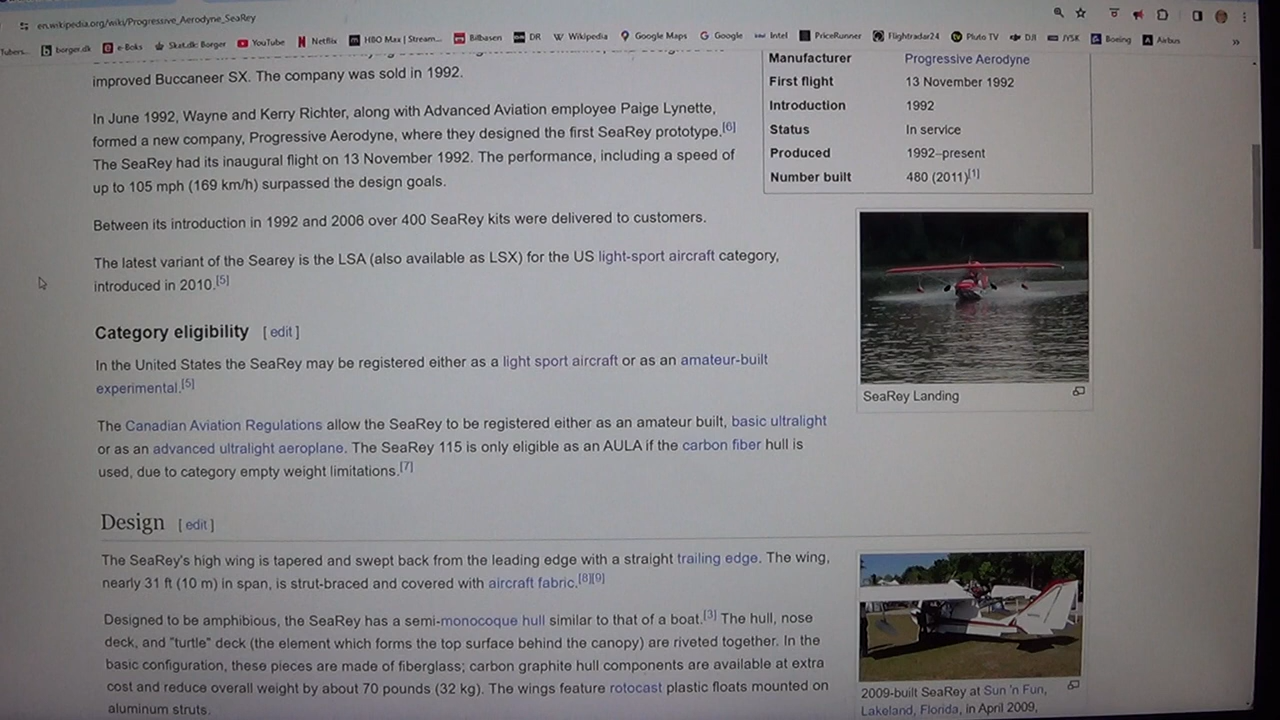 en.wikipedia.org/wiki/Progressive_Aerodyne_SeaRey
Tubers... borger.dk e-Boks Skat.dk: Borger YouTube Netflix HBO Max | Stream... Bilbasen DR Wikipedia Google Maps Google Intel PriceRunner Flightradar24 Pluto TV DJI JYSK Boeing Airbus »
improved Buccaneer SX. The company was sold in 1992.
In June 1992, Wayne and Kerry Richter, along with Advanced Aviation employee Paige Lynette,
formed a new company, Progressive Aerodyne, where they designed the first SeaRey prototype.[6]
The SeaRey had its inaugural flight on 13 November 1992. The performance, including a speed of
up to 105 mph (169 km/h) surpassed the design goals.
Between its introduction in 1992 and 2006 over 400 SeaRey kits were delivered to customers.
The latest variant of the Searey is the LSA (also available as LSX) for the US light-sport aircraft category,
introduced in 2010.[5]
Category eligibility [ edit ]
In the United States the SeaRey may be registered either as a light sport aircraft or as an amateur-built
experimental.[5]
The Canadian Aviation Regulations allow the SeaRey to be registered either as an amateur built, basic ultralight
or as an advanced ultralight aeroplane. The SeaRey 115 is only eligible as an AULA if the carbon fiber hull is
used, due to category empty weight limitations.[7]
Design [ edit ]
The SeaRey's high wing is tapered and swept back from the leading edge with a straight trailing edge. The wing,
nearly 31 ft (10 m) in span, is strut-braced and covered with aircraft fabric.[8][9]
Designed to be amphibious, the SeaRey has a semi-monocoque hull similar to that of a boat.[3] The hull, nose
deck, and "turtle" deck (the element which forms the top surface behind the canopy) are riveted together. In the
basic configuration, these pieces are made of fiberglass; carbon graphite hull components are available at extra
cost and reduce overall weight by about 70 pounds (32 kg). The wings feature rotocast plastic floats mounted on
aluminum struts.
Manufacturer Progressive Aerodyne
First flight 13 November 1992
Introduction 1992
Status In service
Produced 1992–present
Number built 480 (2011)[1]
SeaRey Landing
2009-built SeaRey at Sun 'n Fun,
Lakeland, Florida, in April 2009,